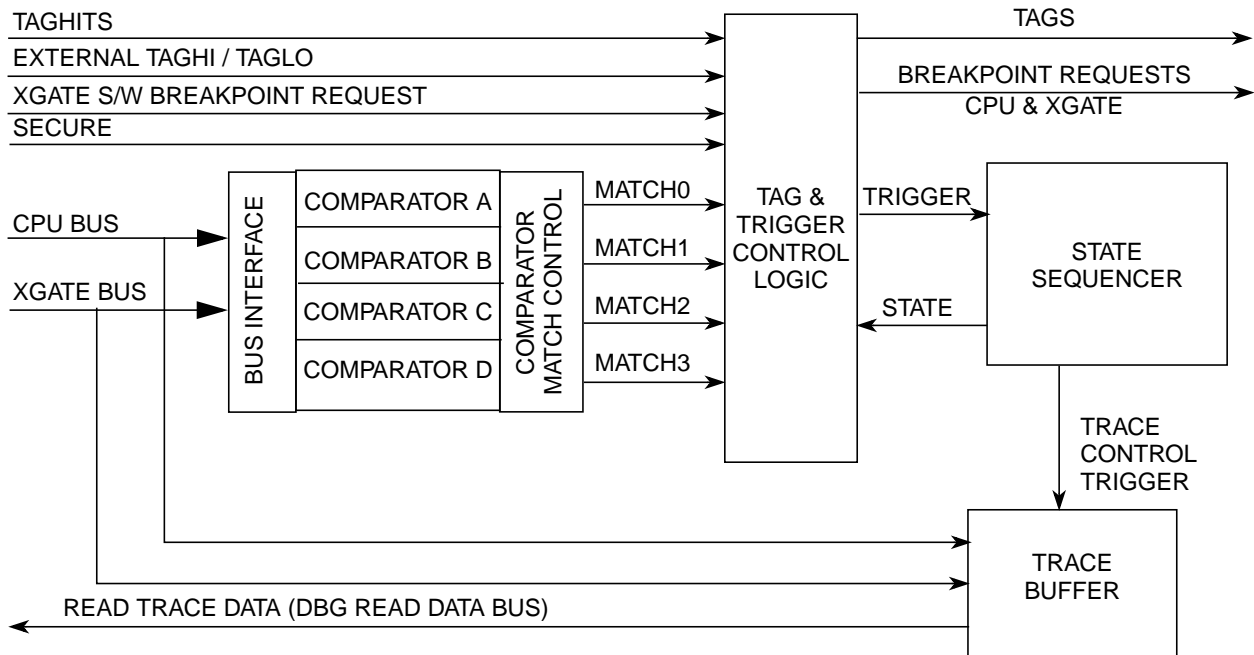 TAGHITS
EXTERNAL TAGHI / TAGLO
XGATE S/W BREAKPOINT REQUEST
SECURE
TAGS
BREAKPOINT REQUESTS
CPU & XGATE
CPU BUS
XGATE BUS
BUS INTERFACE
COMPARATOR A
COMPARATOR B
COMPARATOR C
COMPARATOR D
COMPARATOR
MATCH CONTROL
MATCH0
MATCH1
MATCH2
MATCH3
TAG &
TRIGGER
CONTROL
LOGIC
TRIGGER
STATE
STATE
SEQUENCER
TRACE
CONTROL
TRIGGER
TRACE
BUFFER
READ TRACE DATA (DBG READ DATA BUS)